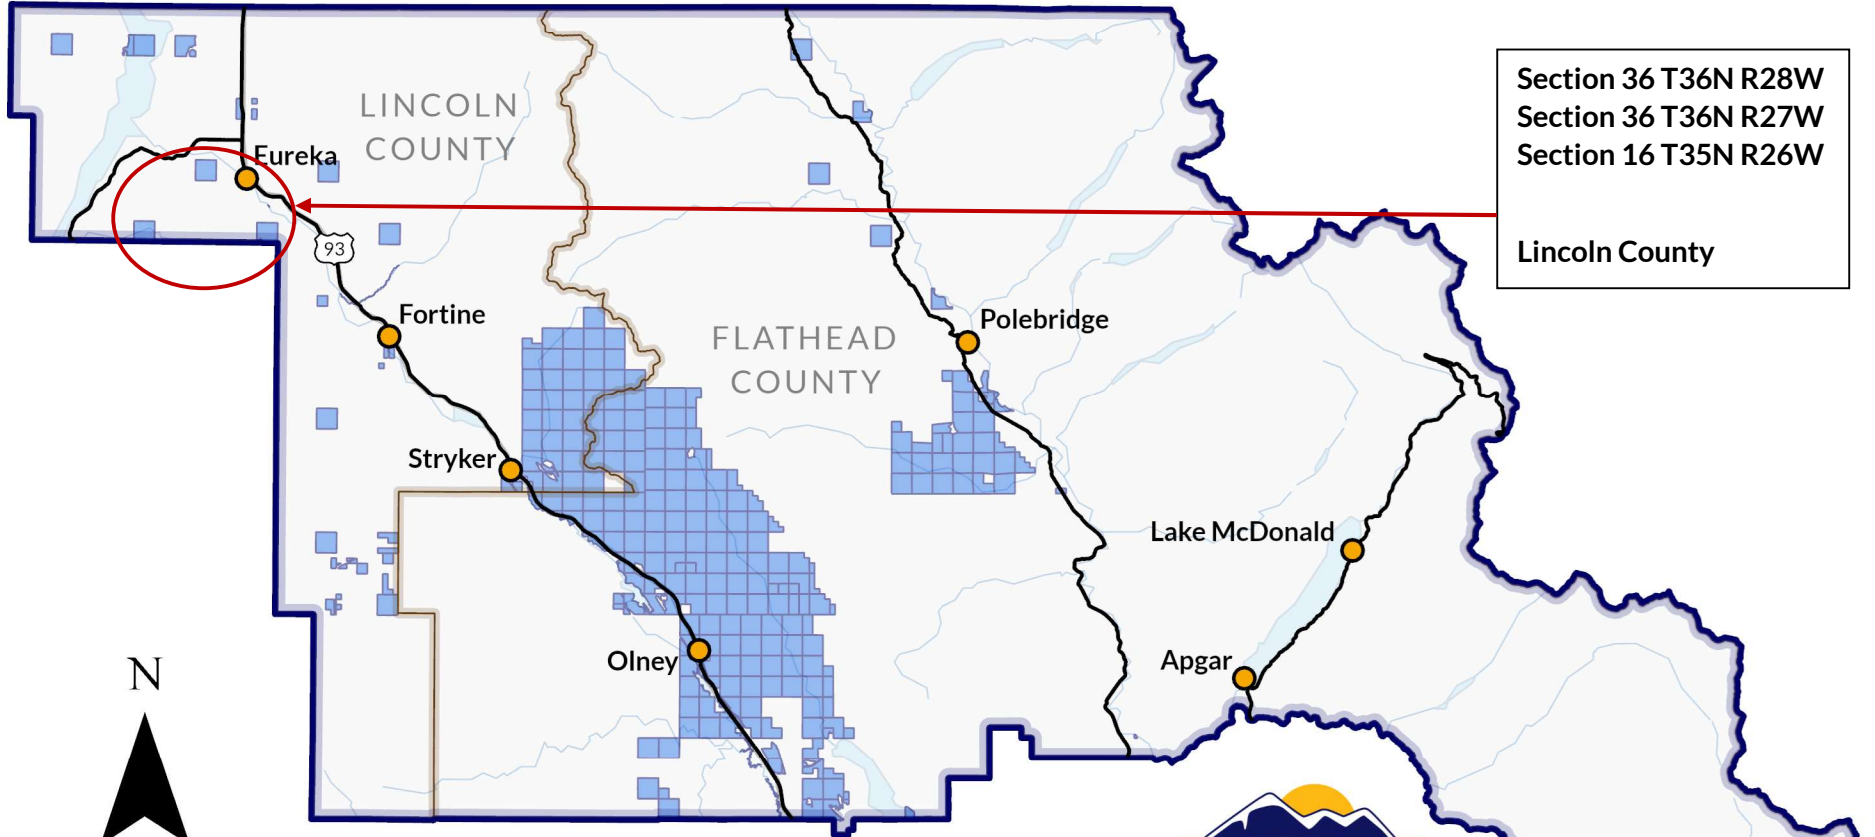 LINCOLN
COUNTY
Eureka
93
Fortine
Stryker
Olney
FLATHEAD
COUNTY
Polebridge
Lake McDonald
Apgar
Section 36 T36N R28W
Section 36 T36N R27W
Section 16 T35N R26W
Lincoln County
N